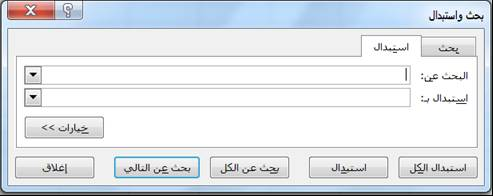 بحث واستبدال
بحث
استبدال
البحث عن:
استبدال بـ:
خيارات >>
استبدال الكل
استبدال
بحث عن الكل
بحث عن التالي
إغلاق